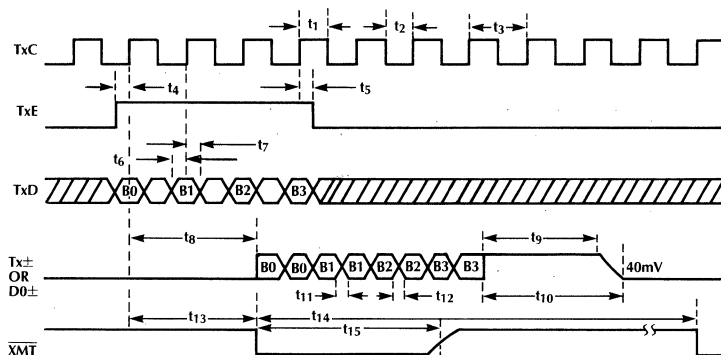 t1 t2 t3
TxC
t4 t5
TxE
t6 t7
TxD B0 B1 B2 B3
t8 t9
Tx± OR D0± B0 B0 B1 B1 B2 B2 B3 B3 40mV
t11 t12 t10
t13 t14
t15
XMT